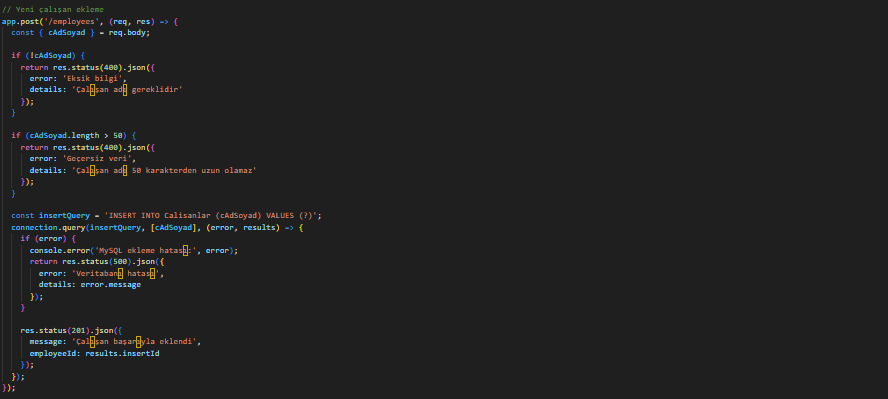 // Yeni çalışan ekleme
app.post('/employees', (req, res) => {
  const { cAdSoyad } = req.body;
  if (!cAdSoyad) {
    return res.status(400).json({
      error: 'Eksik bilgi',
      details: 'Çalışan adı gereklidir'
    });
  }
  if (cAdSoyad.length > 50) {
    return res.status(400).json({
      error: 'Geçersiz veri',
      details: 'Çalışan adı 50 karakterden uzun olamaz'
    });
  }
  const insertQuery = 'INSERT INTO Calisanlar (cAdSoyad) VALUES (?)';
  connection.query(insertQuery, [cAdSoyad], (error, results) => {
    if (error) {
      console.error('MySQL ekleme hatası:', error);
      return res.status(500).json({
        error: 'Veritabanı hatası',
        details: error.message
      });
    }
    res.status(201).json({
      message: 'Çalışan başarıyla eklendi',
      employeeId: results.insertId
    });
  });
});